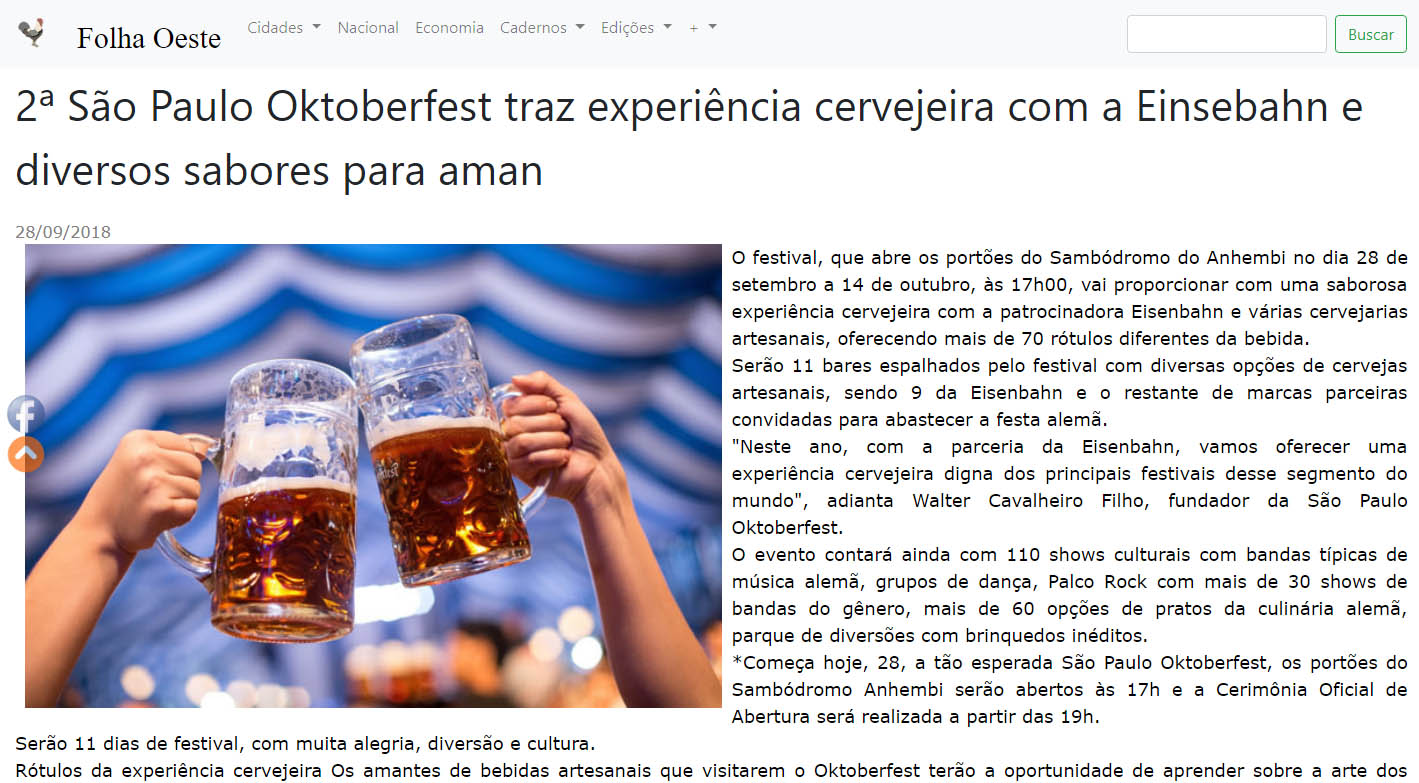 Folha Oeste
Cidades
Nacional
Economia
Cadernos
Edições
+
Buscar
2ª São Paulo Oktoberfest traz experiência cervejeira com a Einsebahn e
diversos sabores para aman
28/09/2018
O festival, que abre os portões do Sambódromo do Anhembi no dia 28 de
setembro a 14 de outubro, às 17h00, vai proporcionar com uma saborosa
experiência cervejeira com a patrocinadora Eisenbahn e várias cervejarias
artesanais, oferecendo mais de 70 rótulos diferentes da bebida.
Serão 11 bares espalhados pelo festival com diversas opções de cervejas
artesanais, sendo 9 da Eisenbahn e o restante de marcas parceiras
convidadas para abastecer a festa alemã.
"Neste ano, com a parceria da Eisenbahn, vamos oferecer uma
experiência cervejeira digna dos principais festivais desse segmento do
mundo", adianta Walter Cavalheiro Filho, fundador da São Paulo
Oktoberfest.
O evento contará ainda com 110 shows culturais com bandas típicas de
música alemã, grupos de dança, Palco Rock com mais de 30 shows de
bandas do gênero, mais de 60 opções de pratos da culinária alemã,
parque de diversões com brinquedos inéditos.
*Começa hoje, 28, a tão esperada São Paulo Oktoberfest, os portões do
Sambódromo Anhembi serão abertos às 17h e a Cerimônia Oficial de
Abertura será realizada a partir das 19h.
Serão 11 dias de festival, com muita alegria, diversão e cultura.
Rótulos da experiência cervejeira Os amantes de bebidas artesanais que visitarem o Oktoberfest terão a oportunidade de aprender sobre a arte dos